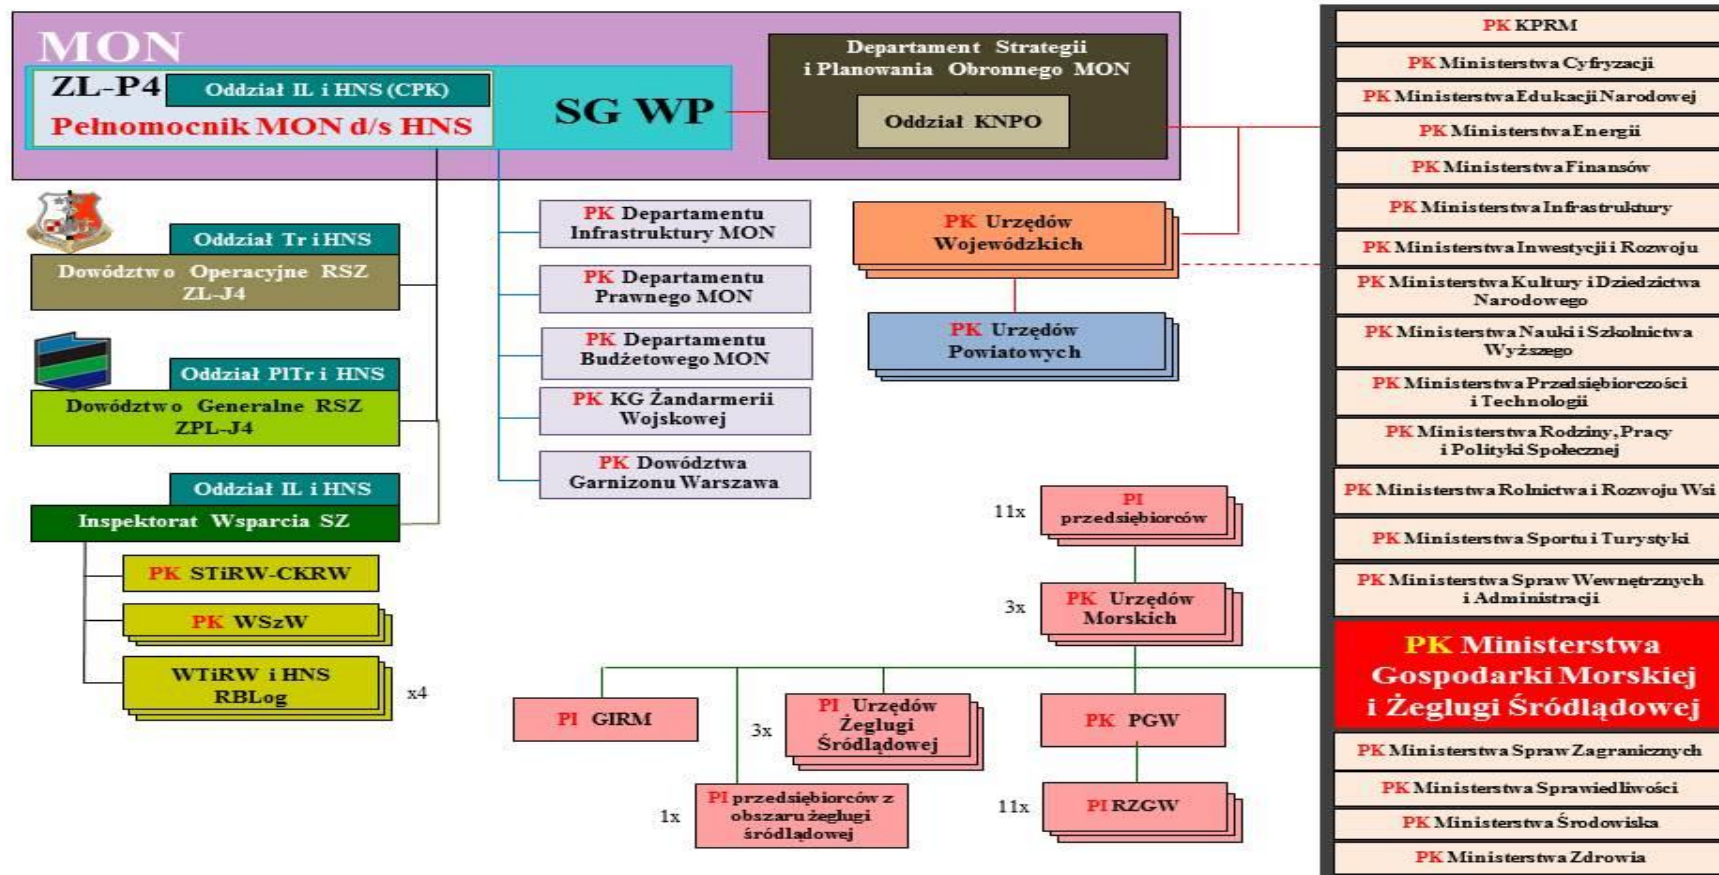 MON
ZL-P4
Oddział IL i HNS (CPK)
Pełnomocnik MON d/s HNS
SG WP
Departament Strategii
i Planowania Obronnego MON
Oddział KNPO
Oddział Tr i HNS
Dowództwo Operacyjne RSZ
ZL-J4
Oddział PlTr i HNS
Dowództwo Generalne RSZ
ZPL-J4
Oddział IL i HNS
Inspektorat Wsparcia SZ
PK STiRW-CKRW
PK WSzW
WTiRW i HNS
RBLog
x4
PK Departamentu
Infrastruktury MON
PK Departamentu
Prawnego MON
PK Departamentu
Budżetowego MON
PK KG Żandarmerii
Wojskowej
PK Dowództwa
Garnizonu Warszawa
PK Urzędów
Wojewódzkich
PK Urzędów
Powiatowych
11x
PI
przedsiębiorców
3x
PK Urzędów
Morskich
PI GIRM
3x
PI Urzędów
Żeglugi
Śródlądowej
PK PGW
1x
PI przedsiębiorców z
obszaru żeglugi
śródlądowej
11x
PI RZGW
PK KPRM
PK Ministerstwa Cyfryzacji
PK Ministerstwa Edukacji Narodowej
PK Ministerstwa Energii
PK Ministerstwa Finansów
PK Ministerstwa Infrastruktury
PK Ministerstwa Inwestycji i Rozwoju
PK Ministerstwa Kultury i Dziedzictwa
Narodowego
PK Ministerstwa Nauki i Szkolnictwa
Wyższego
PK Ministerstwa Przedsiębiorczości
i Technologii
PK Ministerstwa Rodziny, Pracy
i Polityki Społecznej
PK Ministerstwa Rolnictwa i Rozwoju Wsi
PK Ministerstwa Sportu i Turystyki
PK Ministerstwa Spraw Wewnętrznych
i Administracji
PK Ministerstwa
Gospodarki Morskiej
i Żeglugi Śródlądowej
PK Ministerstwa Spraw Zagranicznych
PK Ministerstwa Sprawiedliwości
PK Ministerstwa Środowiska
PK Ministerstwa Zdrowia